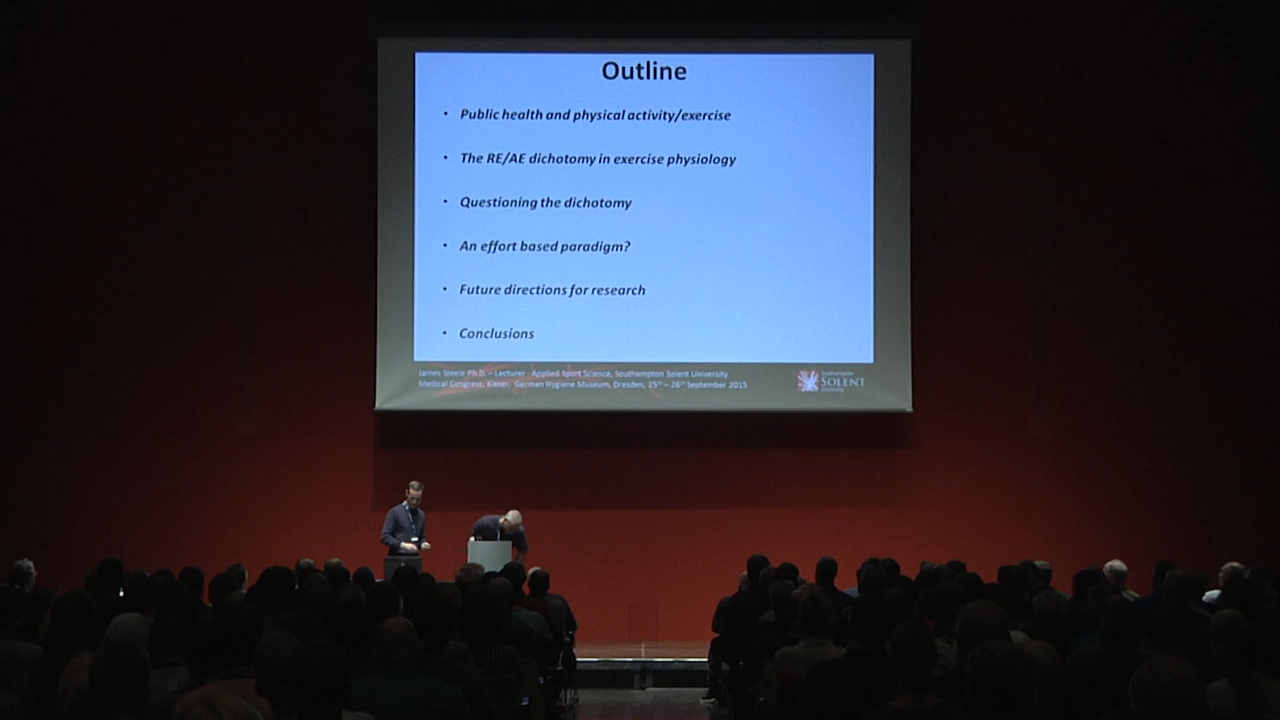 Outline
• Public health and physical activity/exercise
• The RE/AE dichotomy in exercise physiology
• Questioning the dichotomy
• An effort based paradigm?
• Future directions for research
• Conclusions
James Steele Ph.D. – Lecturer - Applied Sport Science, Southampton Solent University
Medical Congress, Kieser, German Hygiene Museum, Dresden, 25th – 26th September 2015
Southampton
SOLENT
University